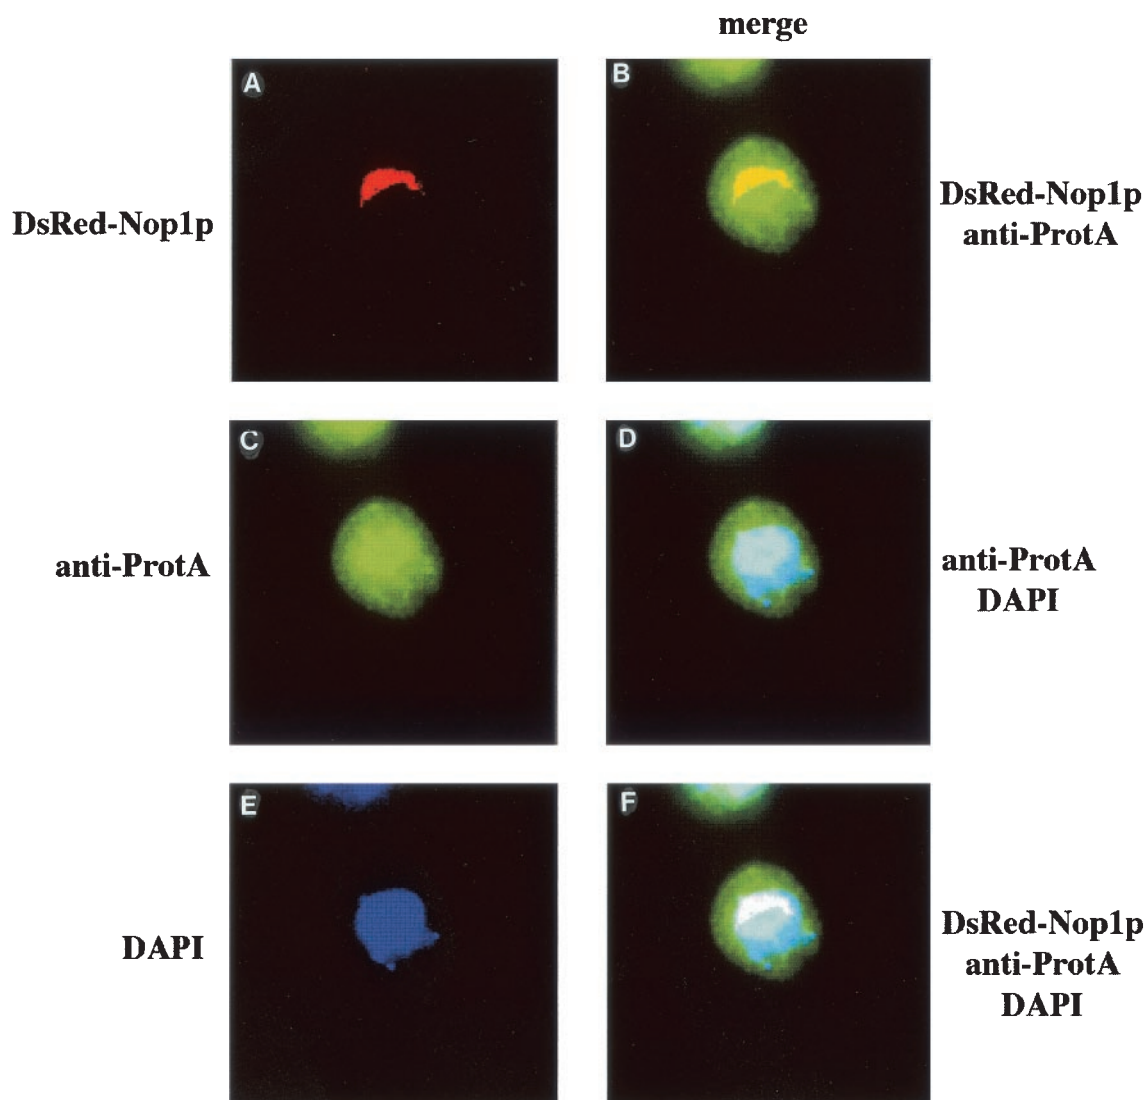 merge
A
B
DsRed-Nop1p
DsRed-Nop1p
anti-ProtA
C
D
anti-ProtA
anti-ProtA
DAPI
E
F
DAPI
DsRed-Nop1p
anti-ProtA
DAPI